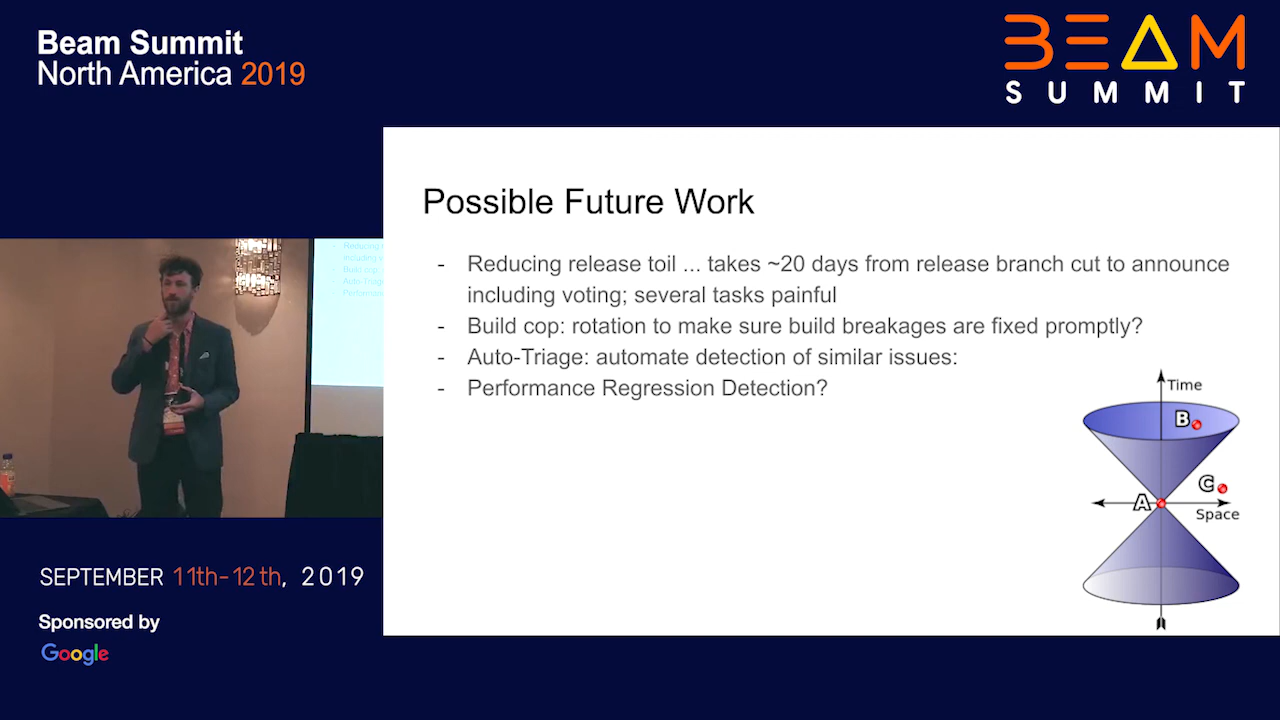 Beam Summit
North America 2019
BEAM
SUMMIT
Possible Future Work
- Reducing release toil ... takes ~20 days from release branch cut to announce
including voting; several tasks painful
- Build cop: rotation to make sure build breakages are fixed promptly?
- Auto-Triage: automate detection of similar issues:
- Performance Regression Detection?
Time
B
C
A
Space
SEPTEMBER 11th-12th, 2019
Sponsored by
Google